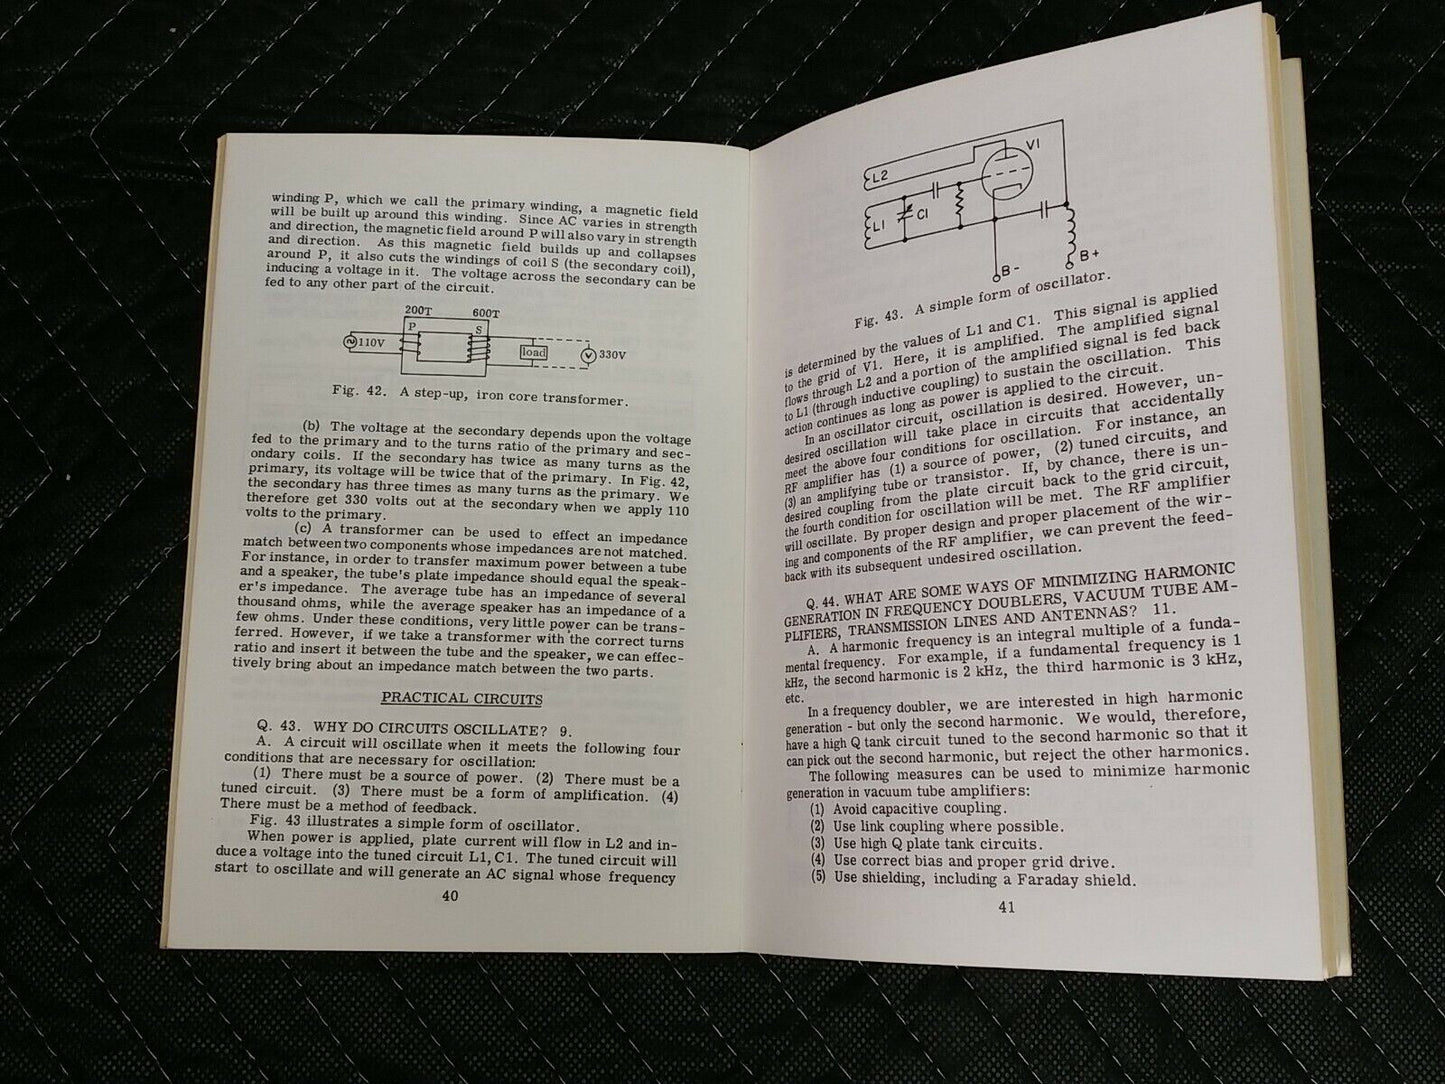 winding P, which we call the primary winding, a magnetic field
will be built up around this winding. Since AC varies in strength
and direction, the magnetic field around P will also vary in strength
and direction. As this magnetic field builds up and collapses
around P, it also cuts the windings of coil S (the secondary coil),
inducing a voltage in it. The voltage across the secondary can be
fed to any other part of the circuit.
200T 600T
P S
110V load V 330V
Fig. 42. A step-up, iron core transformer.
(b) The voltage at the secondary depends upon the voltage
fed to the primary and to the turns ratio of the primary and sec-
ondary coils. If the secondary has twice as many turns as the
primary, its voltage will be twice that of the primary. In Fig. 42,
the secondary has three times as many turns as the primary. We
therefore get 330 volts out at the secondary when we apply 110
volts to the primary.
(c) A transformer can be used to effect an impedance
match between two components whose impedances are not matched.
For instance, in order to transfer maximum power between a tube
and a speaker, the tube's plate impedance should equal the speak-
er's impedance. The average tube has an impedance of several
thousand ohms, while the average speaker has an impedance of a
few ohms. Under these conditions, very little power can be trans-
ferred. However, if we take a transformer with the correct turns
ratio and insert it between the tube and the speaker, we can effec-
tively bring about an impedance match between the two parts.
PRACTICAL CIRCUITS
Q. 43. WHY DO CIRCUITS OSCILLATE? 9.
A. A circuit will oscillate when it meets the following four
conditions that are necessary for oscillation:
(1) There must be a source of power. (2) There must be a
tuned circuit. (3) There must be a form of amplification. (4)
There must be a method of feedback.
Fig. 43 illustrates a simple form of oscillator.
When power is applied, plate current will flow in L2 and in-
duce a voltage into the tuned circuit L1, C1. The tuned circuit will
start to oscillate and will generate an AC signal whose frequency
40
V1
L2
L1 C1
B- B+
Fig. 43. A simple form of oscillator.
is determined by the values of L1 and C1. This signal is applied
to the grid of V1. Here, it is amplified. The amplified signal
flows through L2 and a portion of the amplified signal is fed back
to L1 (through inductive coupling) to sustain the oscillation. This
action continues as long as power is applied to the circuit.
In an oscillator circuit, oscillation is desired. However, un-
desired oscillation will take place in circuits that accidentally
meet the above four conditions for oscillation. For instance, an
RF amplifier has (1) a source of power, (2) tuned circuits, and
(3) an amplifying tube or transistor. If, by chance, there is un-
desired coupling from the plate circuit back to the grid circuit,
the fourth condition for oscillation will be met. The RF amplifier
will oscillate. By proper design and proper placement of the wir-
ing and components of the RF amplifier, we can prevent the feed-
back with its subsequent undesired oscillation.
Q. 44. WHAT ARE SOME WAYS OF MINIMIZING HARMONIC
GENERATION IN FREQUENCY DOUBLERS, VACUUM TUBE AM-
PLIFIERS, TRANSMISSION LINES AND ANTENNAS? 11.
A. A harmonic frequency is an integral multiple of a funda-
mental frequency. For example, if a fundamental frequency is 1
kHz, the second harmonic is 2 kHz, the third harmonic is 3 kHz,
etc.
In a frequency doubler, we are interested in high harmonic
generation - but only the second harmonic. We would, therefore,
have a high Q tank circuit tuned to the second harmonic so that it
can pick out the second harmonic, but reject the other harmonics.
The following measures can be used to minimize harmonic
generation in vacuum tube amplifiers:
(1) Avoid capacitive coupling.
(2) Use link coupling where possible.
(3) Use high Q plate tank circuits.
(4) Use correct bias and proper grid drive.
(5) Use shielding, including a Faraday shield.
41